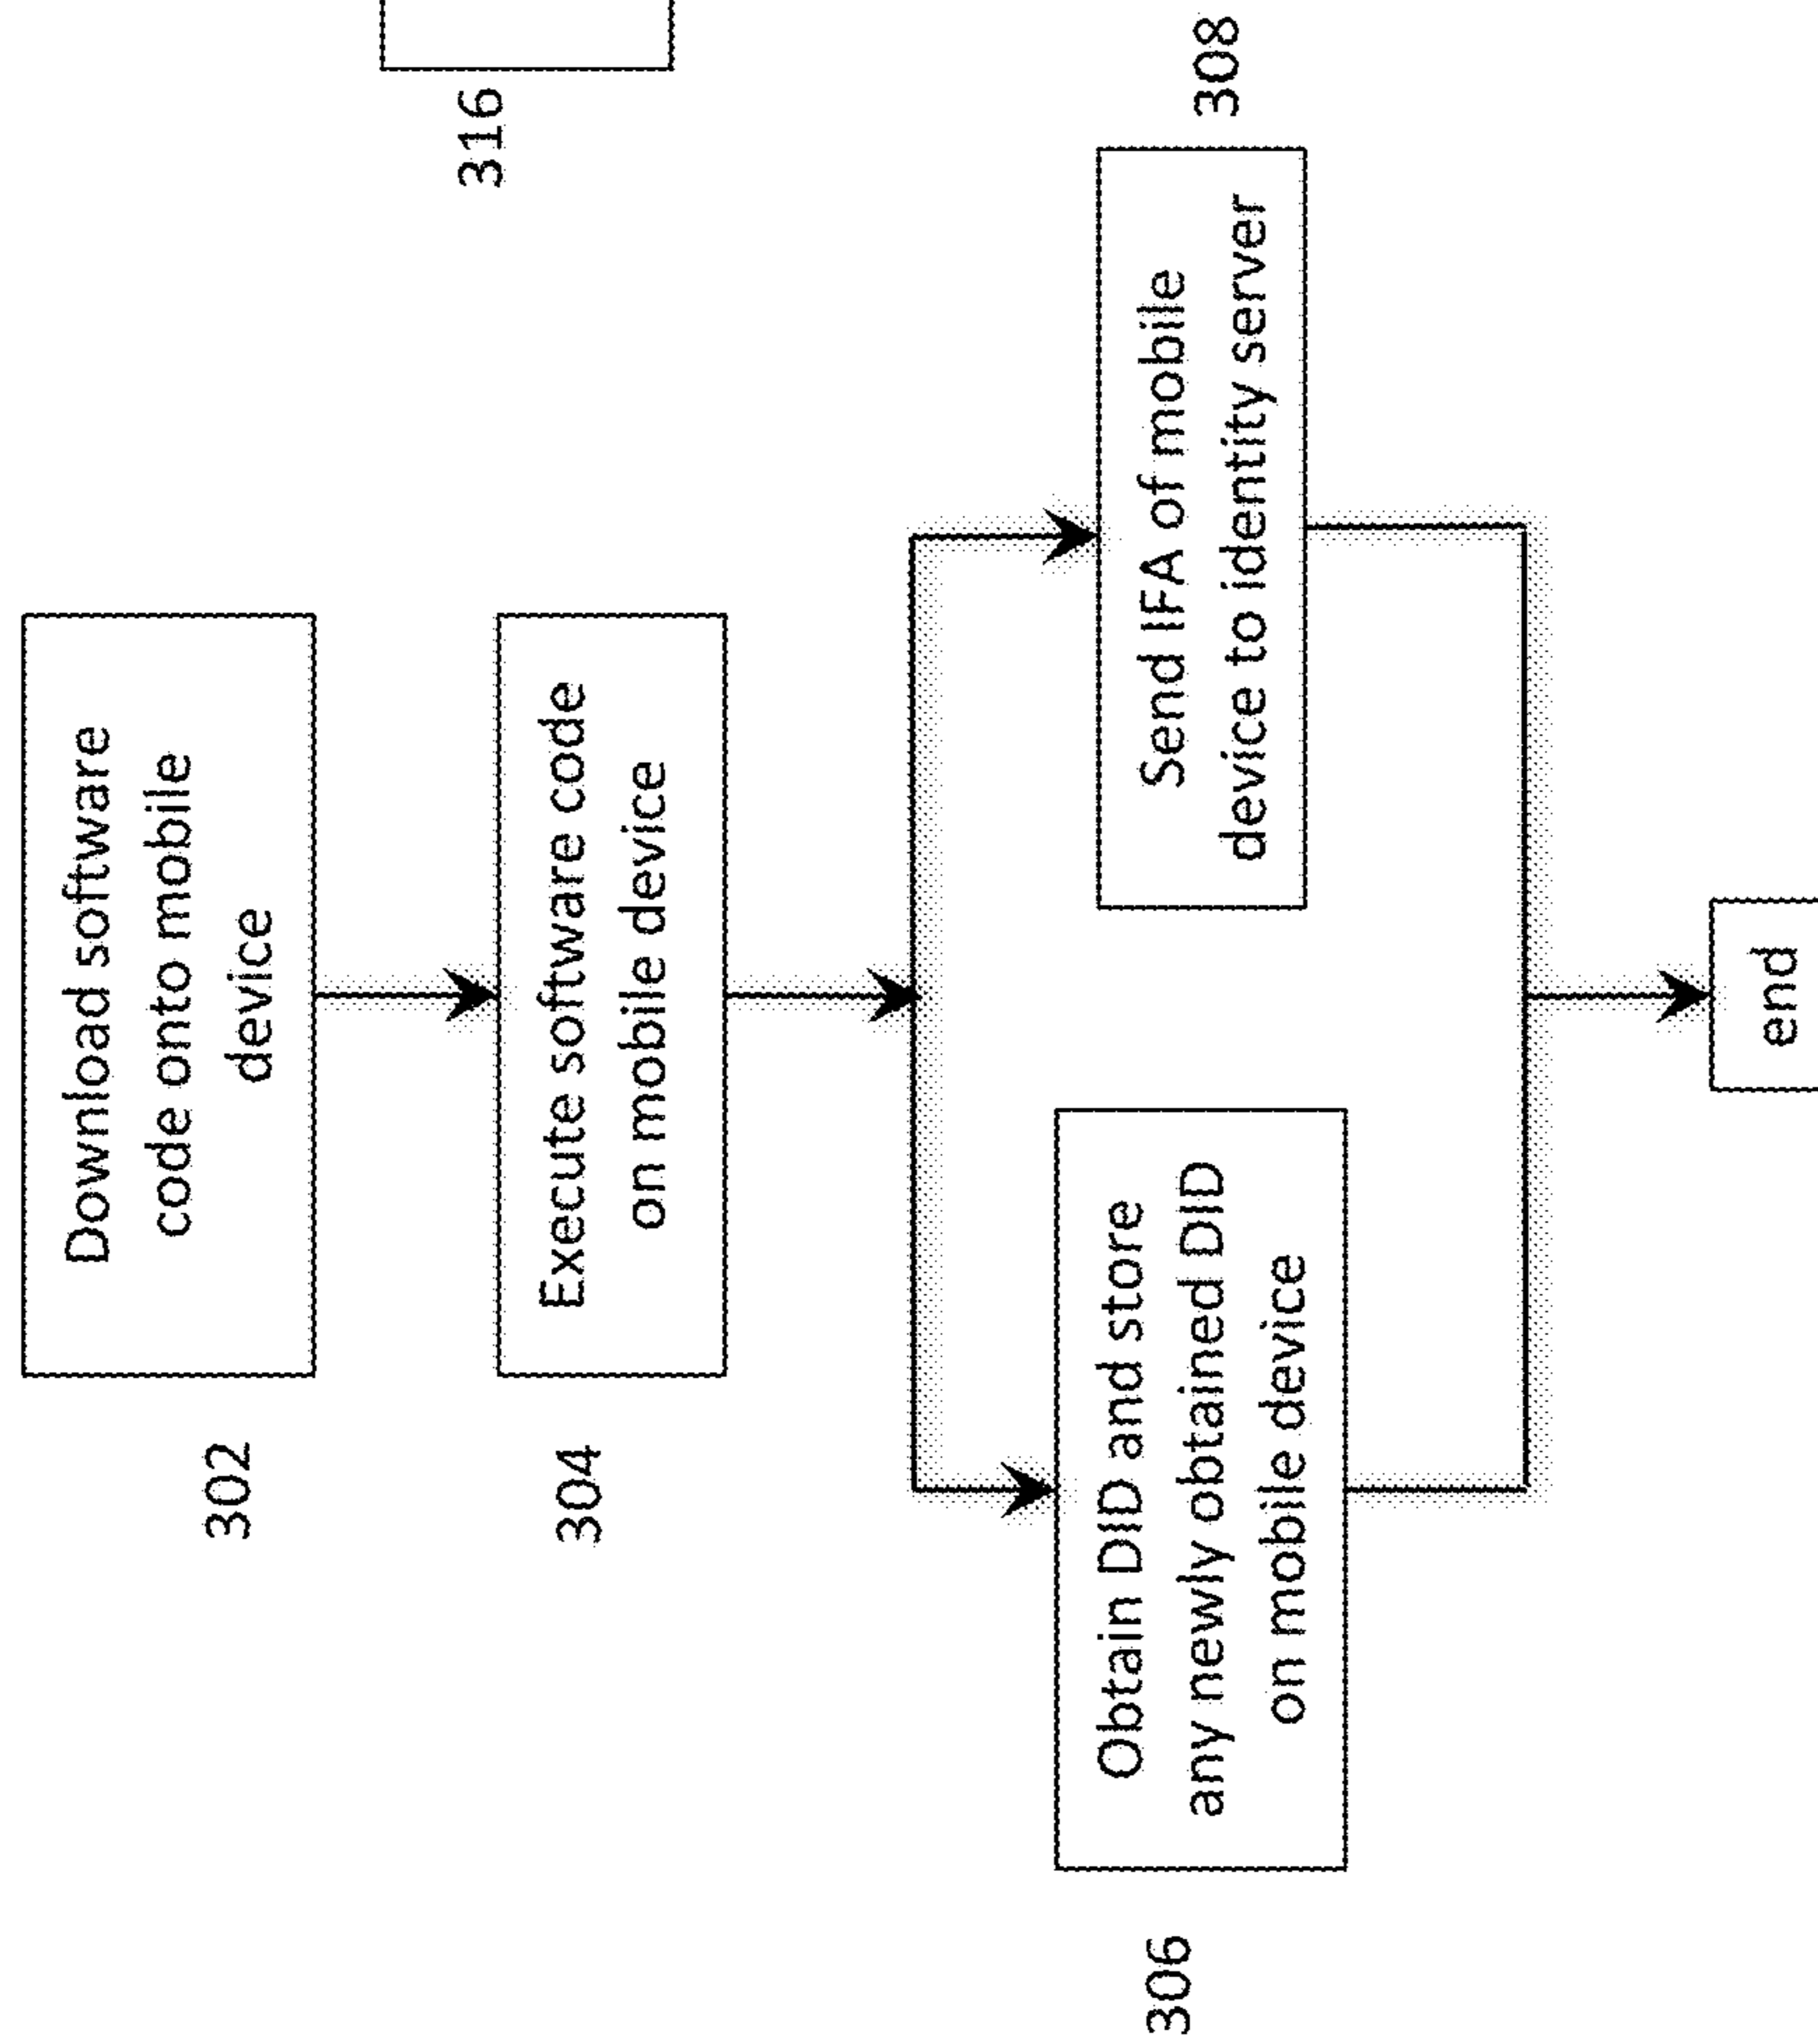 302
Download software
code onto mobile
device
304
Execute software code
on mobile device
306
Obtain DID and store
any newly obtained DID
on mobile device
Send IFA of mobile
device to identity server
308
end
316